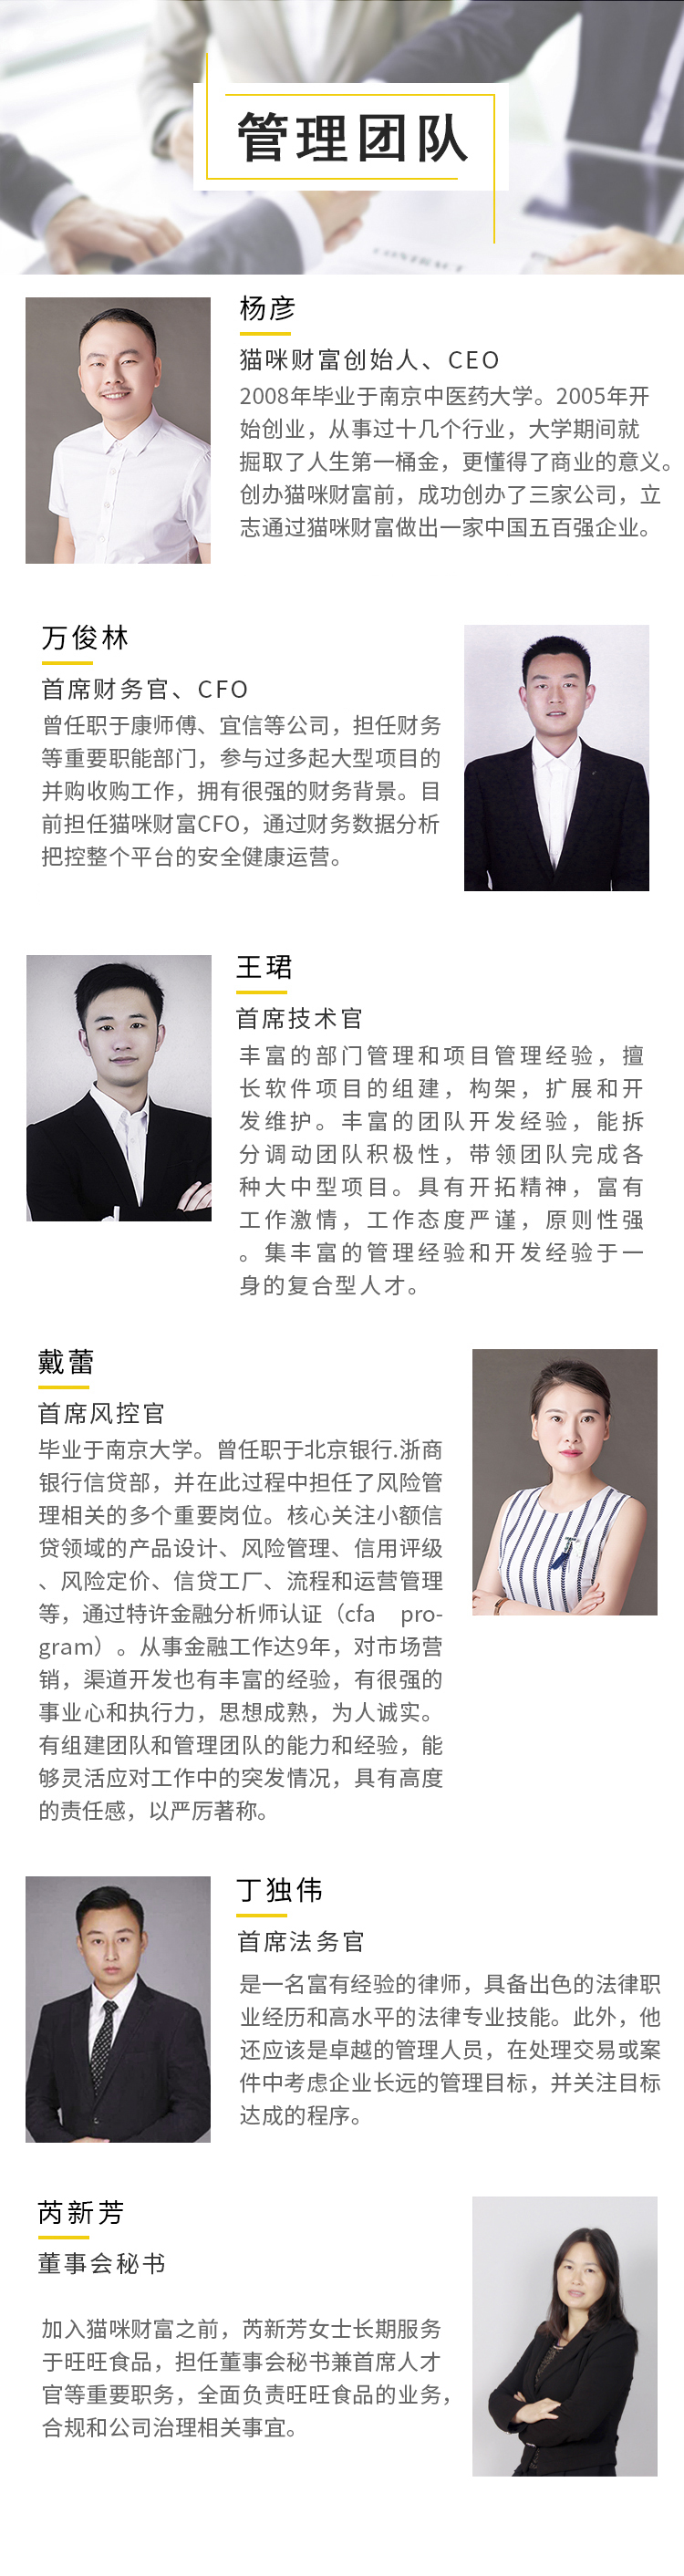 管理团队
杨彦
猫咪财富创始人、CEO
2008年毕业于南京中医药大学。2005年开
始创业，从事过十几个行业，大学期间就
掘取了人生第一桶金，更懂得了商业的意义。
创办猫咪财富前，成功创办了三家公司，立
志通过猫咪财富做出一家中国五百强企业。
万俊林
首席财务官、CFO
曾任职于康师傅、宜信等公司，担任财务
等重要职能部门，参与过多起大型项目的
并购收购工作，拥有很强的财务背景。目
前担任猫咪财富CFO，通过财务数据分析
把控整个平台的安全健康运营。
王珺
首席技术官
丰富的部门管理和项目管理经验，擅
长软件项目的组建，构架，扩展和开
发维护。丰富的团队开发经验，能拆
分调动团队积极性，带领团队完成各
种大中型项目。具有开拓精神，富有
工作激情，工作态度严谨，原则性强
。集丰富的管理经验和开发经验于一
身的复合型人才。
戴蕾
首席风控官
毕业于南京大学。曾任职于北京银行.浙商
银行信贷部，并在此过程中担任了风险管
理相关的多个重要岗位。核心关注小额信
贷领域的产品设计、风险管理、信用评级
、风险定价、信贷工厂、流程和运营管理
等，通过特许金融分析师认证（cfa pro-
gram）。从事金融工作达9年，对市场营
销，渠道开发也有丰富的经验，有很强的
事业心和执行力，思想成熟，为人诚实。
有组建团队和管理团队的能力和经验，能
够灵活应对工作中的突发情况，具有高度
的责任感，以严厉著称。
丁独伟
首席法务官
是一名富有经验的律师，具备出色的法律职
业经历和高水平的法律专业技能。此外，他
还应该是卓越的管理人员，在处理交易或案
件中考虑企业长远的管理目标，并关注目标
达成的程序。
芮新芳
董事会秘书
加入猫咪财富之前，芮新芳女士长期服务
于旺旺食品，担任董事会秘书兼首席人才
官等重要职务，全面负责旺旺食品的业务，
合规和公司治理相关事宜。